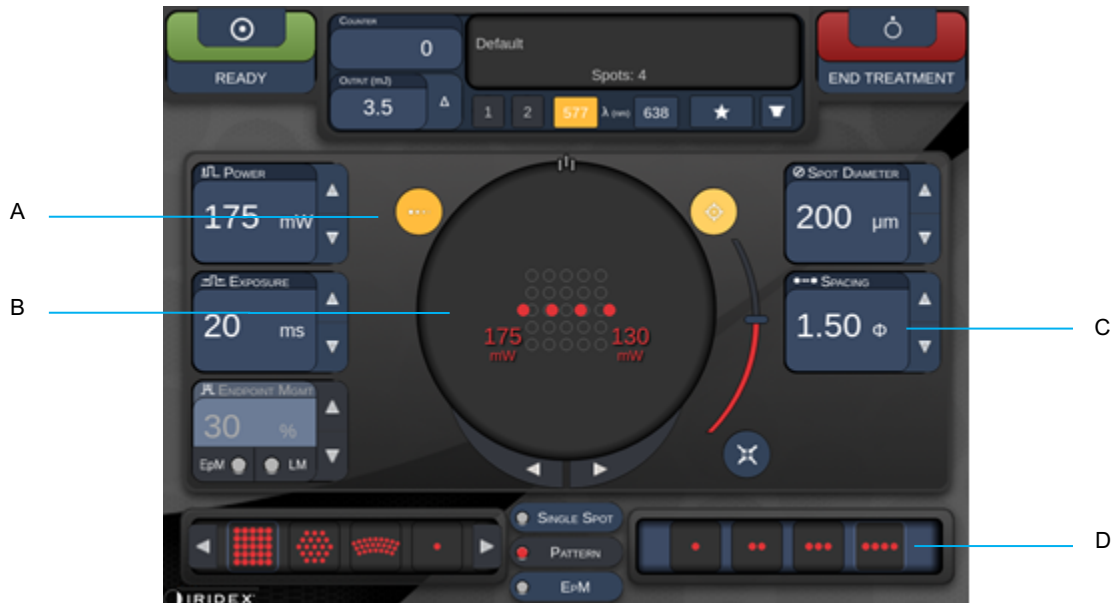 READY
COUNTER
0
OUTPUT (mJ)
3.5 Δ
Default
Spots: 4
1 2 577 λ (nm) 638
END TREATMENT
POWER
175 mW
EXPOSURE
20 ms
ENDPOINT MGMT
30 %
EpM LM
175
mW
130
mW
SPOT DIAMETER
200 μm
SPACING
1.50 Φ
A
B
C
D
SINGLE SPOT
PATTERN
EPM
IRIDEX